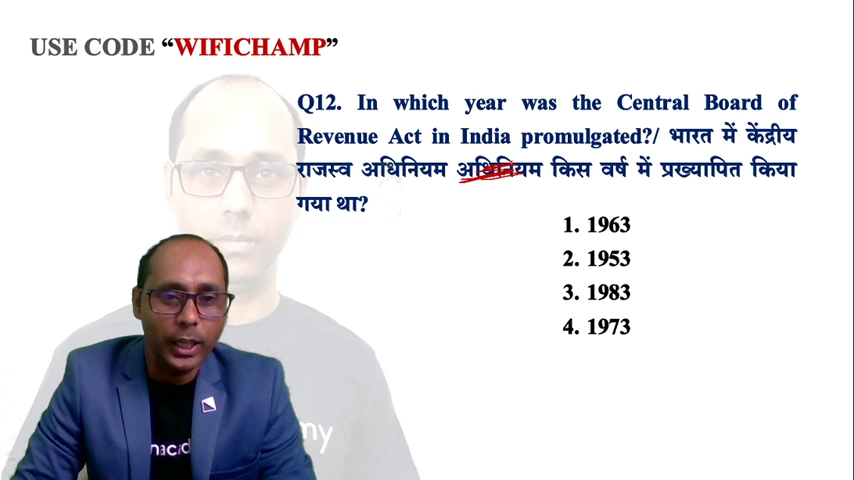 USE CODE “WIFICHAMP”
Q12. In which year was the Central Board of
Revenue Act in India promulgated?/ भारत में केंद्रीय
राजस्व अधिनियम अधिनियम किस वर्ष में प्रख्यापित किया
गया था?
1. 1963
2. 1953
3. 1983
4. 1973